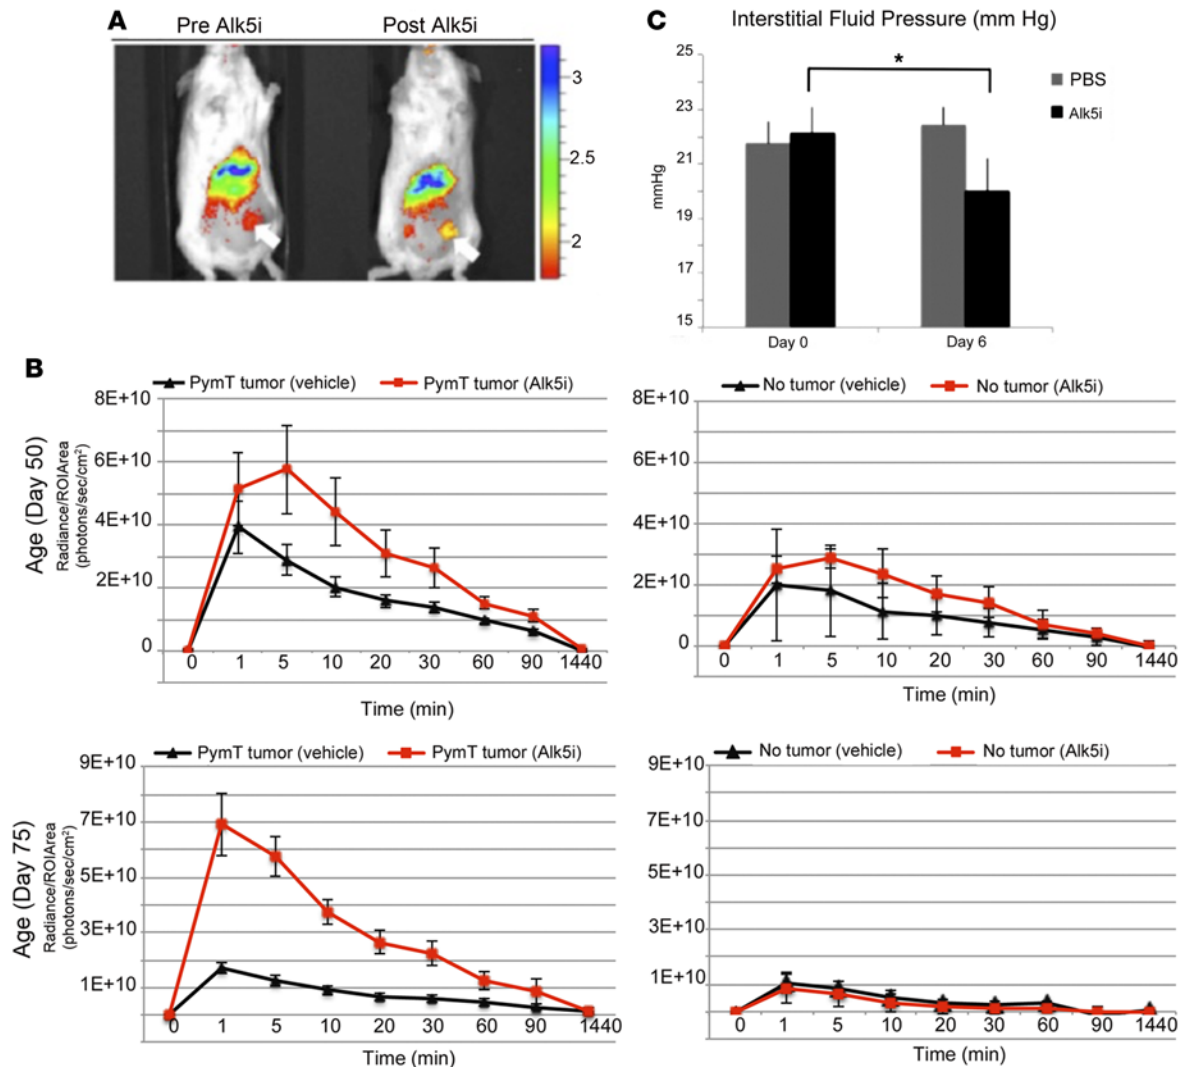 A
Pre Alk5i
Post Alk5i
3
2.5
2
C
Interstitial Fluid Pressure (mm Hg)
25
23
21
19
17
15
mmHg
*
PBS
Alk5i
Day 0
Day 6
B
PymT tumor (vehicle)
PymT tumor (Alk5i)
Age (Day 50)
Radiance/ROIArea
(photons/sec/cm²)
8E+10
6E+10
4E+10
2E+10
0
0 1 5 10 20 30 60 90 1440
Time (min)
No tumor (vehicle)
No tumor (Alk5i)
8E+10
6E+10
4E+10
2E+10
0
0 1 5 10 20 30 60 90 1440
Time (min)
PymT tumor (vehicle)
PymT tumor (Alk5i)
Age (Day 75)
Radiance/ROIArea
(photons/sec/cm²)
9E+10
7E+10
5E+10
3E+10
1E+10
0 1 5 10 20 30 60 90 1440
Time (min)
No tumor (vehicle)
No tumor (Alk5i)
9E+10
7E+10
5E+10
3E+10
1E+10
0 1 5 10 20 30 60 90 1440
Time (min)